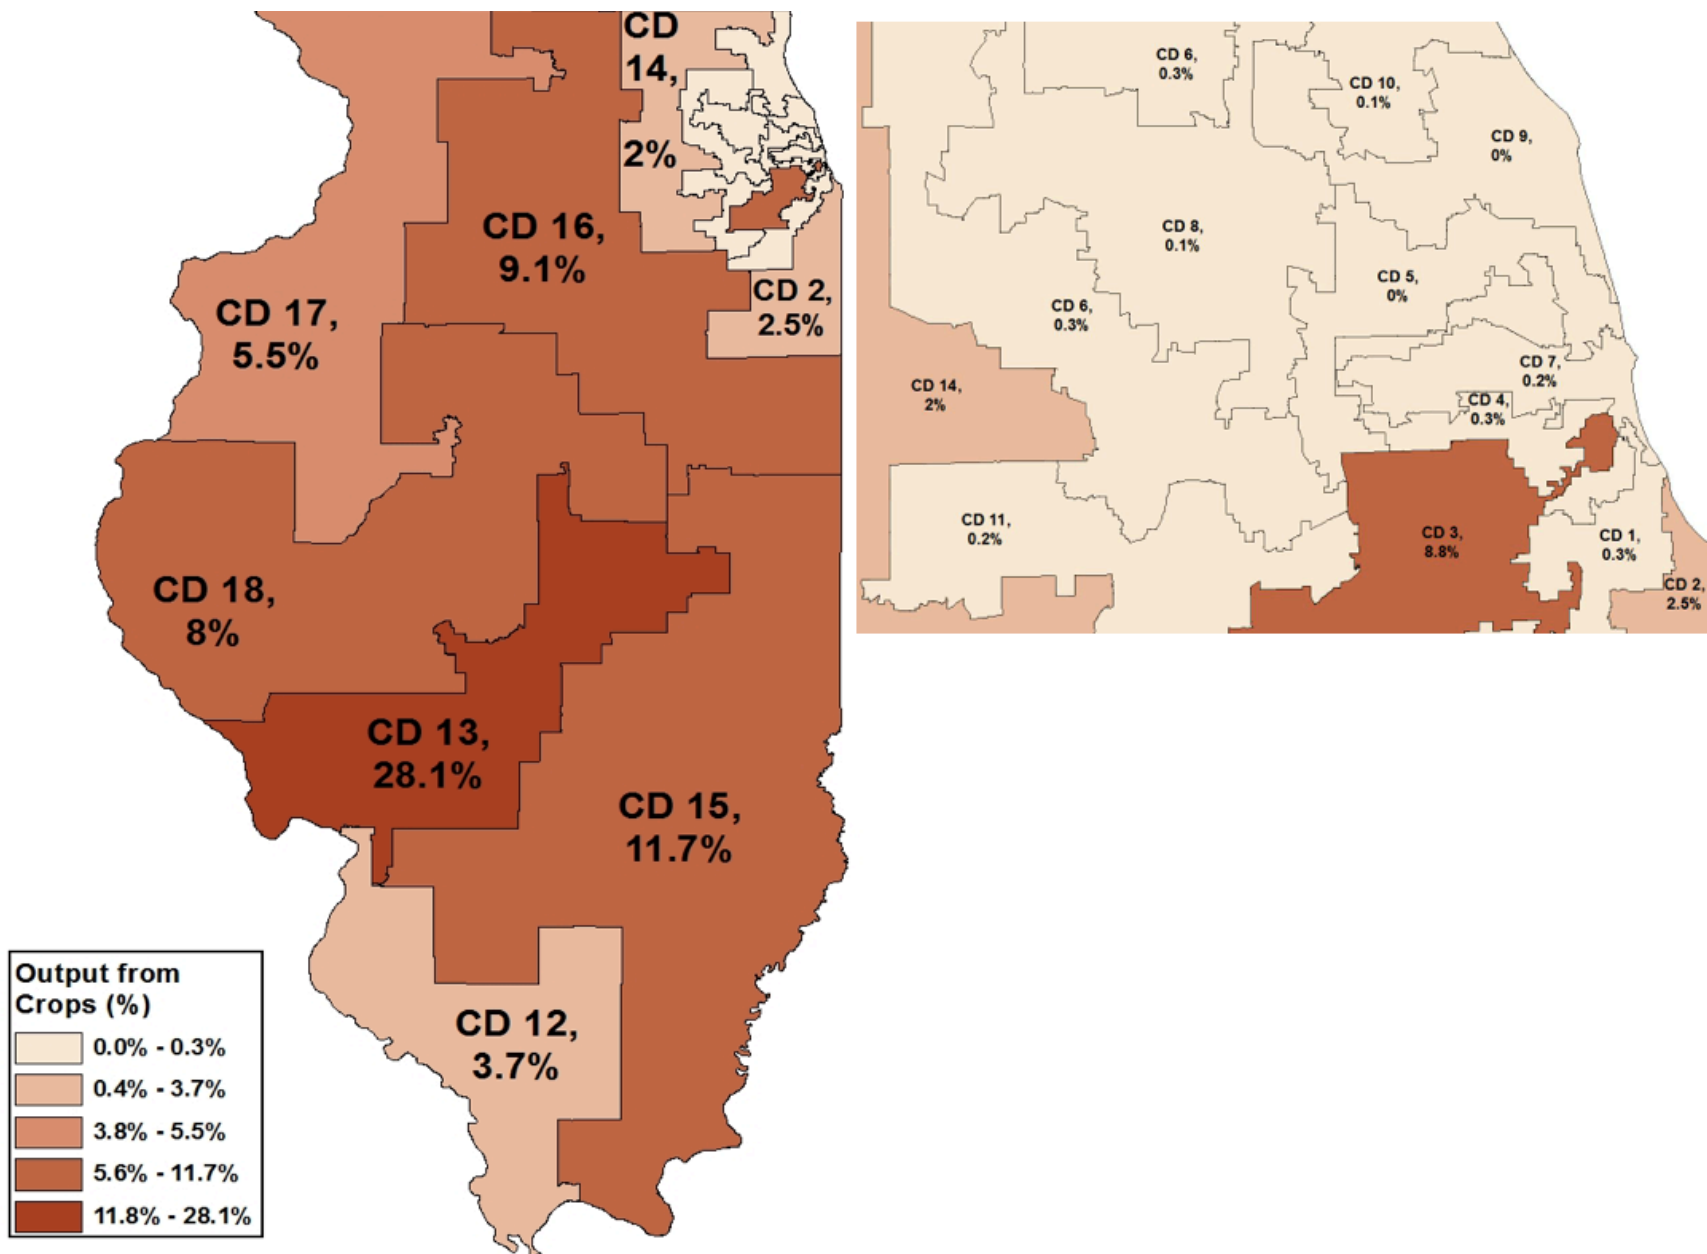 CD
14,
2%
CD 16,
9.1%
CD 2,
2.5%
CD 17,
5.5%
CD 18,
8%
CD 13,
28.1%
CD 15,
11.7%
CD 12,
3.7%
Output from
Crops (%)
0.0% - 0.3%
0.4% - 3.7%
3.8% - 5.5%
5.6% - 11.7%
11.8% - 28.1%
CD 6,
0.3%
CD 10,
0.1%
CD 9,
0%
CD 8,
0.1%
CD 5,
0%
CD 6,
0.3%
CD 7,
0.2%
CD 14,
2%
CD 4,
0.3%
CD 11,
0.2%
CD 3,
8.8%
CD 1,
0.3%
CD 2,
2.5%